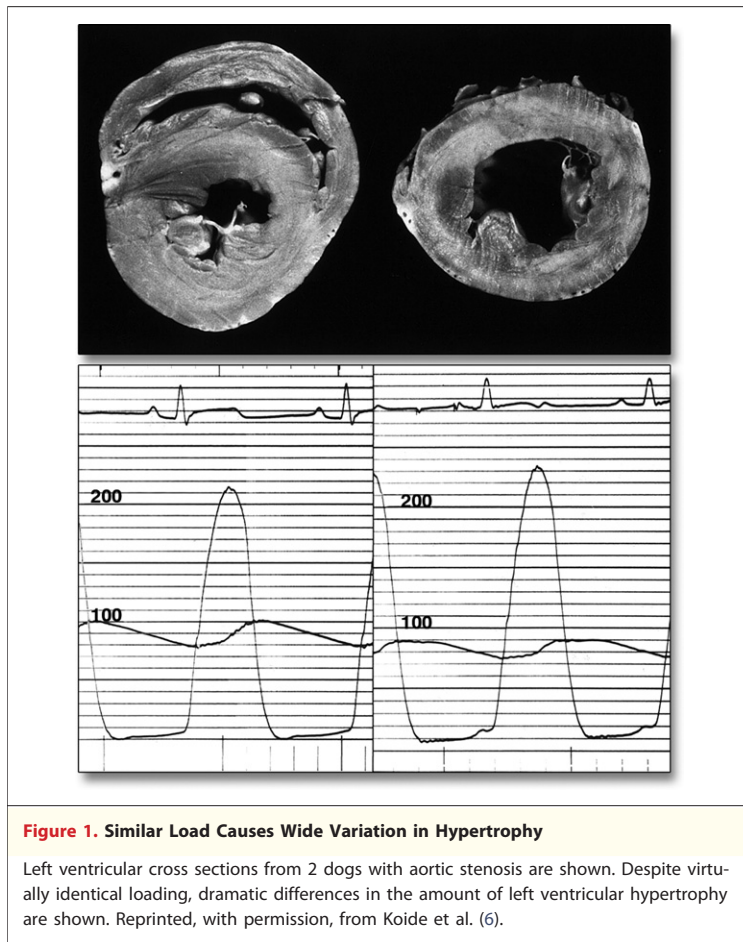 200
100
200
100
Figure 1. Similar Load Causes Wide Variation in Hypertrophy
Left ventricular cross sections from 2 dogs with aortic stenosis are shown. Despite virtu-
ally identical loading, dramatic differences in the amount of left ventricular hypertrophy
are shown. Reprinted, with permission, from Koide et al. (6).